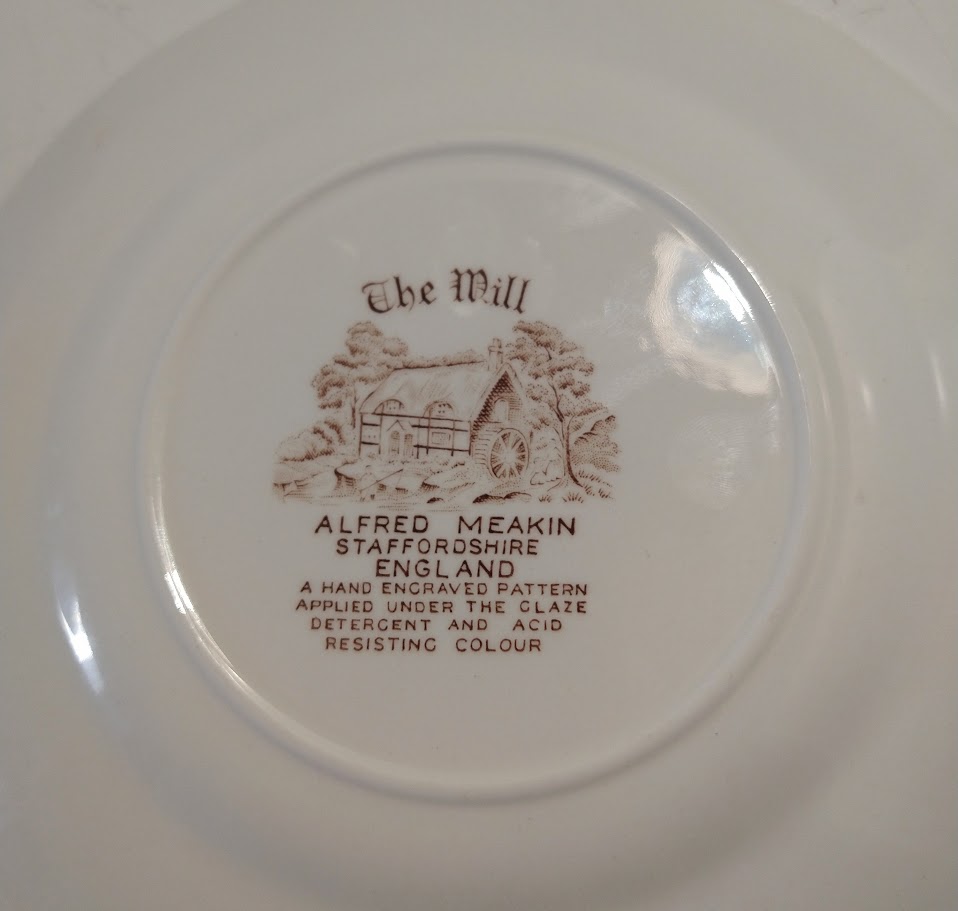 The Mill
ALFRED MEAKIN
STAFFORDSHIRE
ENGLAND
A HAND ENGRAVED PATTERN
APPLIED UNDER THE GLAZE
DETERGENT AND ACID
RESISTING COLOUR